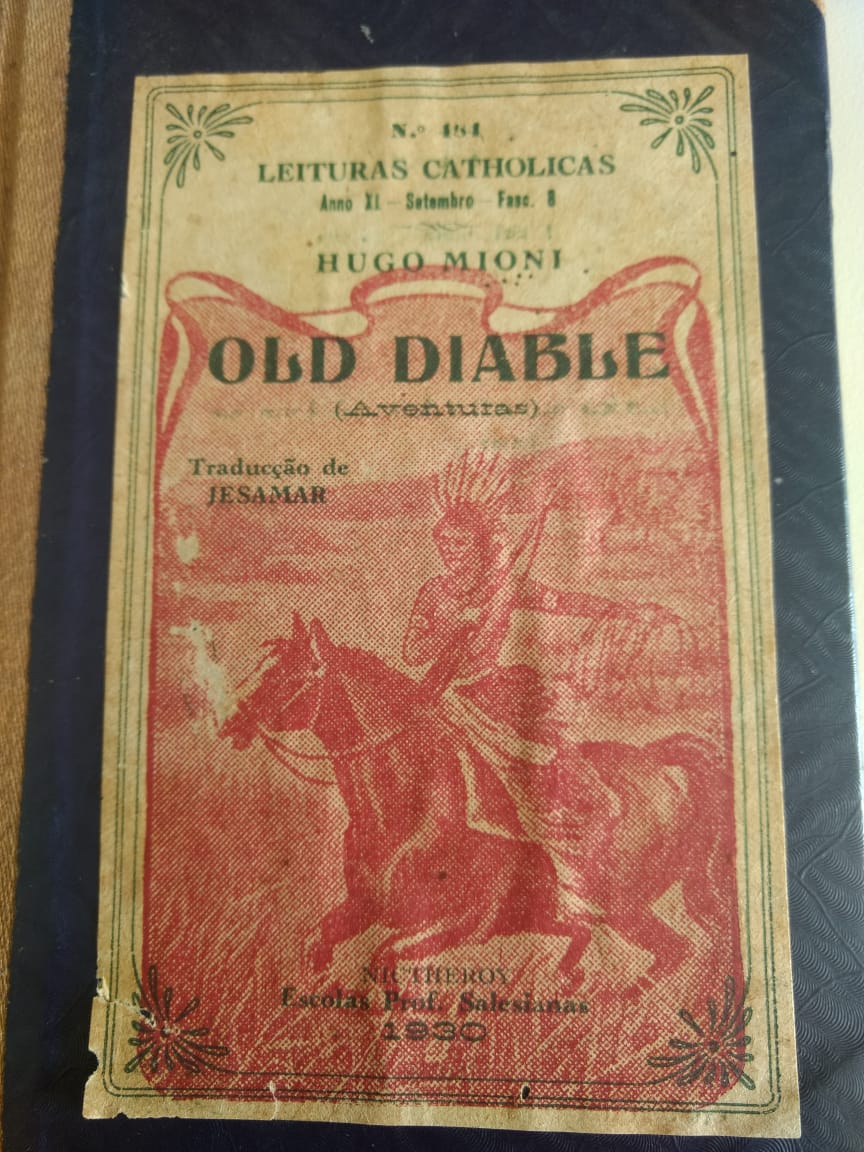 N.º 484
LEITURAS CATHOLICAS
Anno XI - Setembro - Fasc. 8
HUGO MIONI
OLD DIABLE
(Aventuras)
Traducção de
JESAMAR
NICTHEROY
Escolas Prof. Salesianas
1930